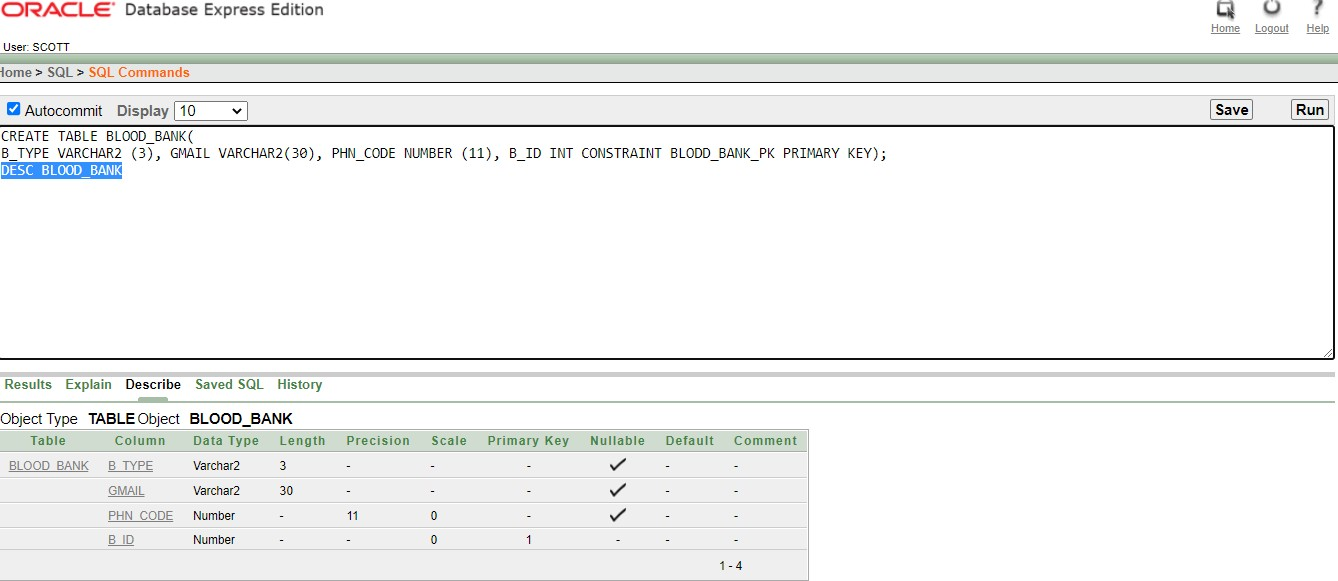 ORACLE Database Express Edition
Home Logout Help
User: SCOTT
Home > SQL > SQL Commands
Autocommit Display 10 Save Run
CREATE TABLE BLOOD_BANK(
B_TYPE VARCHAR2 (3), GMAIL VARCHAR2(30), PHN_CODE NUMBER (11), B_ID INT CONSTRAINT BLODD_BANK_PK PRIMARY KEY);
DESC BLOOD_BANK
Results Explain Describe Saved SQL History
Object Type TABLE Object BLOOD_BANK
Table Column Data Type Length Precision Scale Primary Key Nullable Default Comment
BLOOD_BANK B_TYPE Varchar2 3 - - - ✓ - -
GMAIL Varchar2 30 - - - ✓ - -
PHN_CODE Number - 11 0 - ✓ - -
B_ID Number - - 0 1 - - -
1 - 4